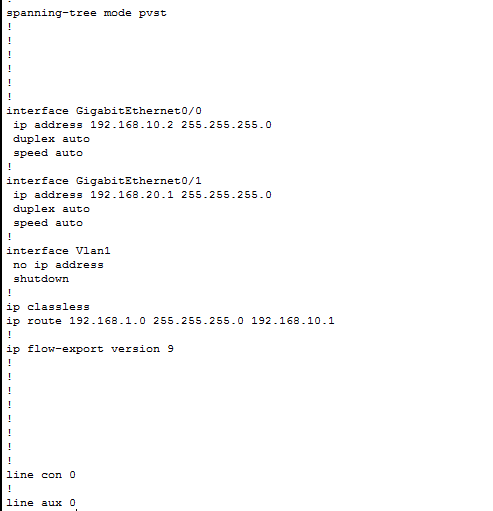 spanning-tree mode pvst
!
!
!
!
!
!
interface GigabitEthernet0/0
 ip address 192.168.10.2 255.255.255.0
 duplex auto
 speed auto
!
interface GigabitEthernet0/1
 ip address 192.168.20.1 255.255.255.0
 duplex auto
 speed auto
!
interface Vlan1
 no ip address
 shutdown
!
ip classless
ip route 192.168.1.0 255.255.255.0 192.168.10.1
!
ip flow-export version 9
!
!
!
!
!
!
!
!
line con 0
!
line aux 0